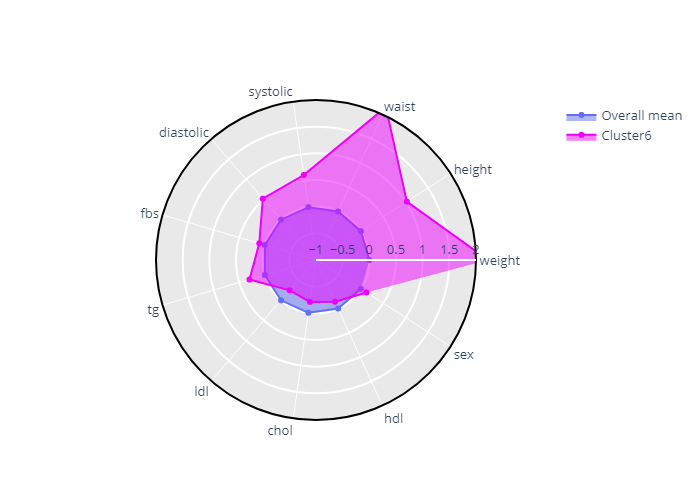 systolic
waist
diastolic
height
fbs
−1 −0.5 0 0.5 1 1.5 2
weight
tg
sex
ldl
hdl
chol
Overall mean
Cluster6